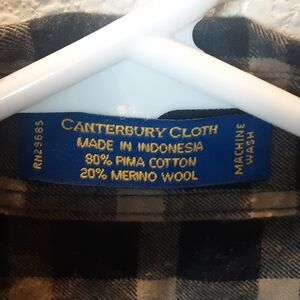 CANTERBURY CLOTH
MADE IN INDONESIA
80% PIMA COTTON
20% MERINO WOOL
RN29685
MACHINE
WASH